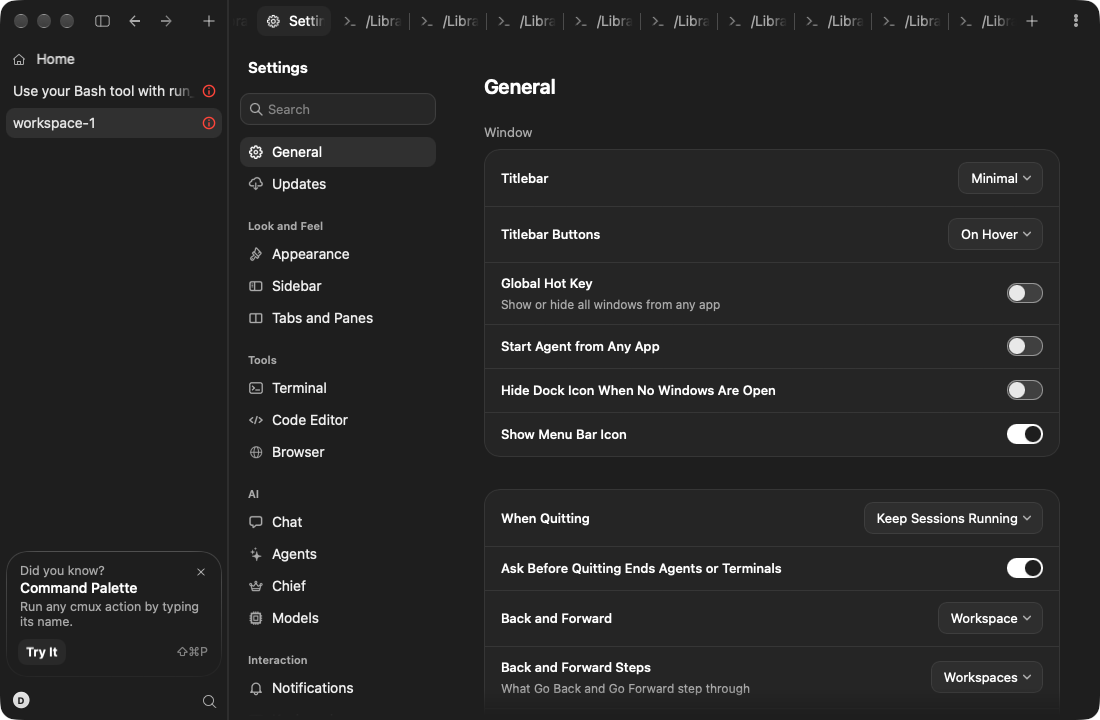 Settin
/Libra
/Libra
/Libra
/Libra
/Libra
/Libra
/Libra
/Libra
/Libr
Home
Use your Bash tool with run_
workspace-1
Did you know?
Command Palette
Run any cmux action by typing
its name.
Try It
⇧⌘P
D
Settings
Search
General
Updates
Look and Feel
Appearance
Sidebar
Tabs and Panes
Tools
Terminal
Code Editor
Browser
AI
Chat
Agents
Chief
Models
Interaction
Notifications
General
Window
Titlebar
Minimal
Titlebar Buttons
On Hover
Global Hot Key
Show or hide all windows from any app
Start Agent from Any App
Hide Dock Icon When No Windows Are Open
Show Menu Bar Icon
When Quitting
Keep Sessions Running
Ask Before Quitting Ends Agents or Terminals
Back and Forward
Workspace
Back and Forward Steps
What Go Back and Go Forward step through
Workspaces